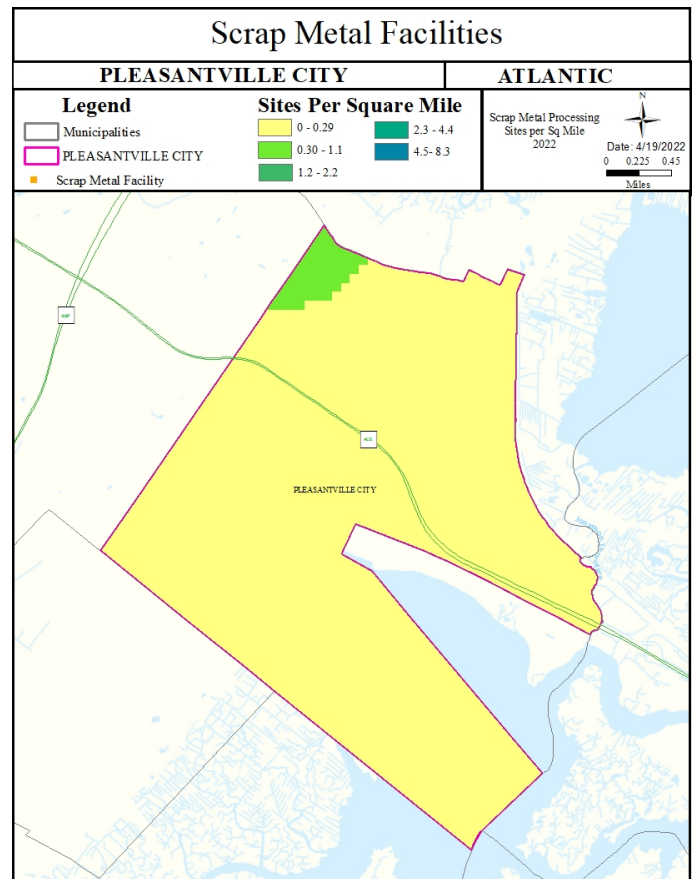 Scrap Metal Facilities
PLEASANTVILLE CITY
ATLANTIC
Legend
Municipalities
PLEASANTVILLE CITY
Scrap Metal Facility
Sites Per Square Mile
0 - 0.29
0.30 - 1.1
1.2 - 2.2
2.3 - 4.4
4.5- 8.3
Scrap Metal Processing
Sites per Sq Mile
2022
N
Date: 4/19/2022
0 0.225 0.45
Miles
GSP
ACE
PLEASANTVILLE CITY